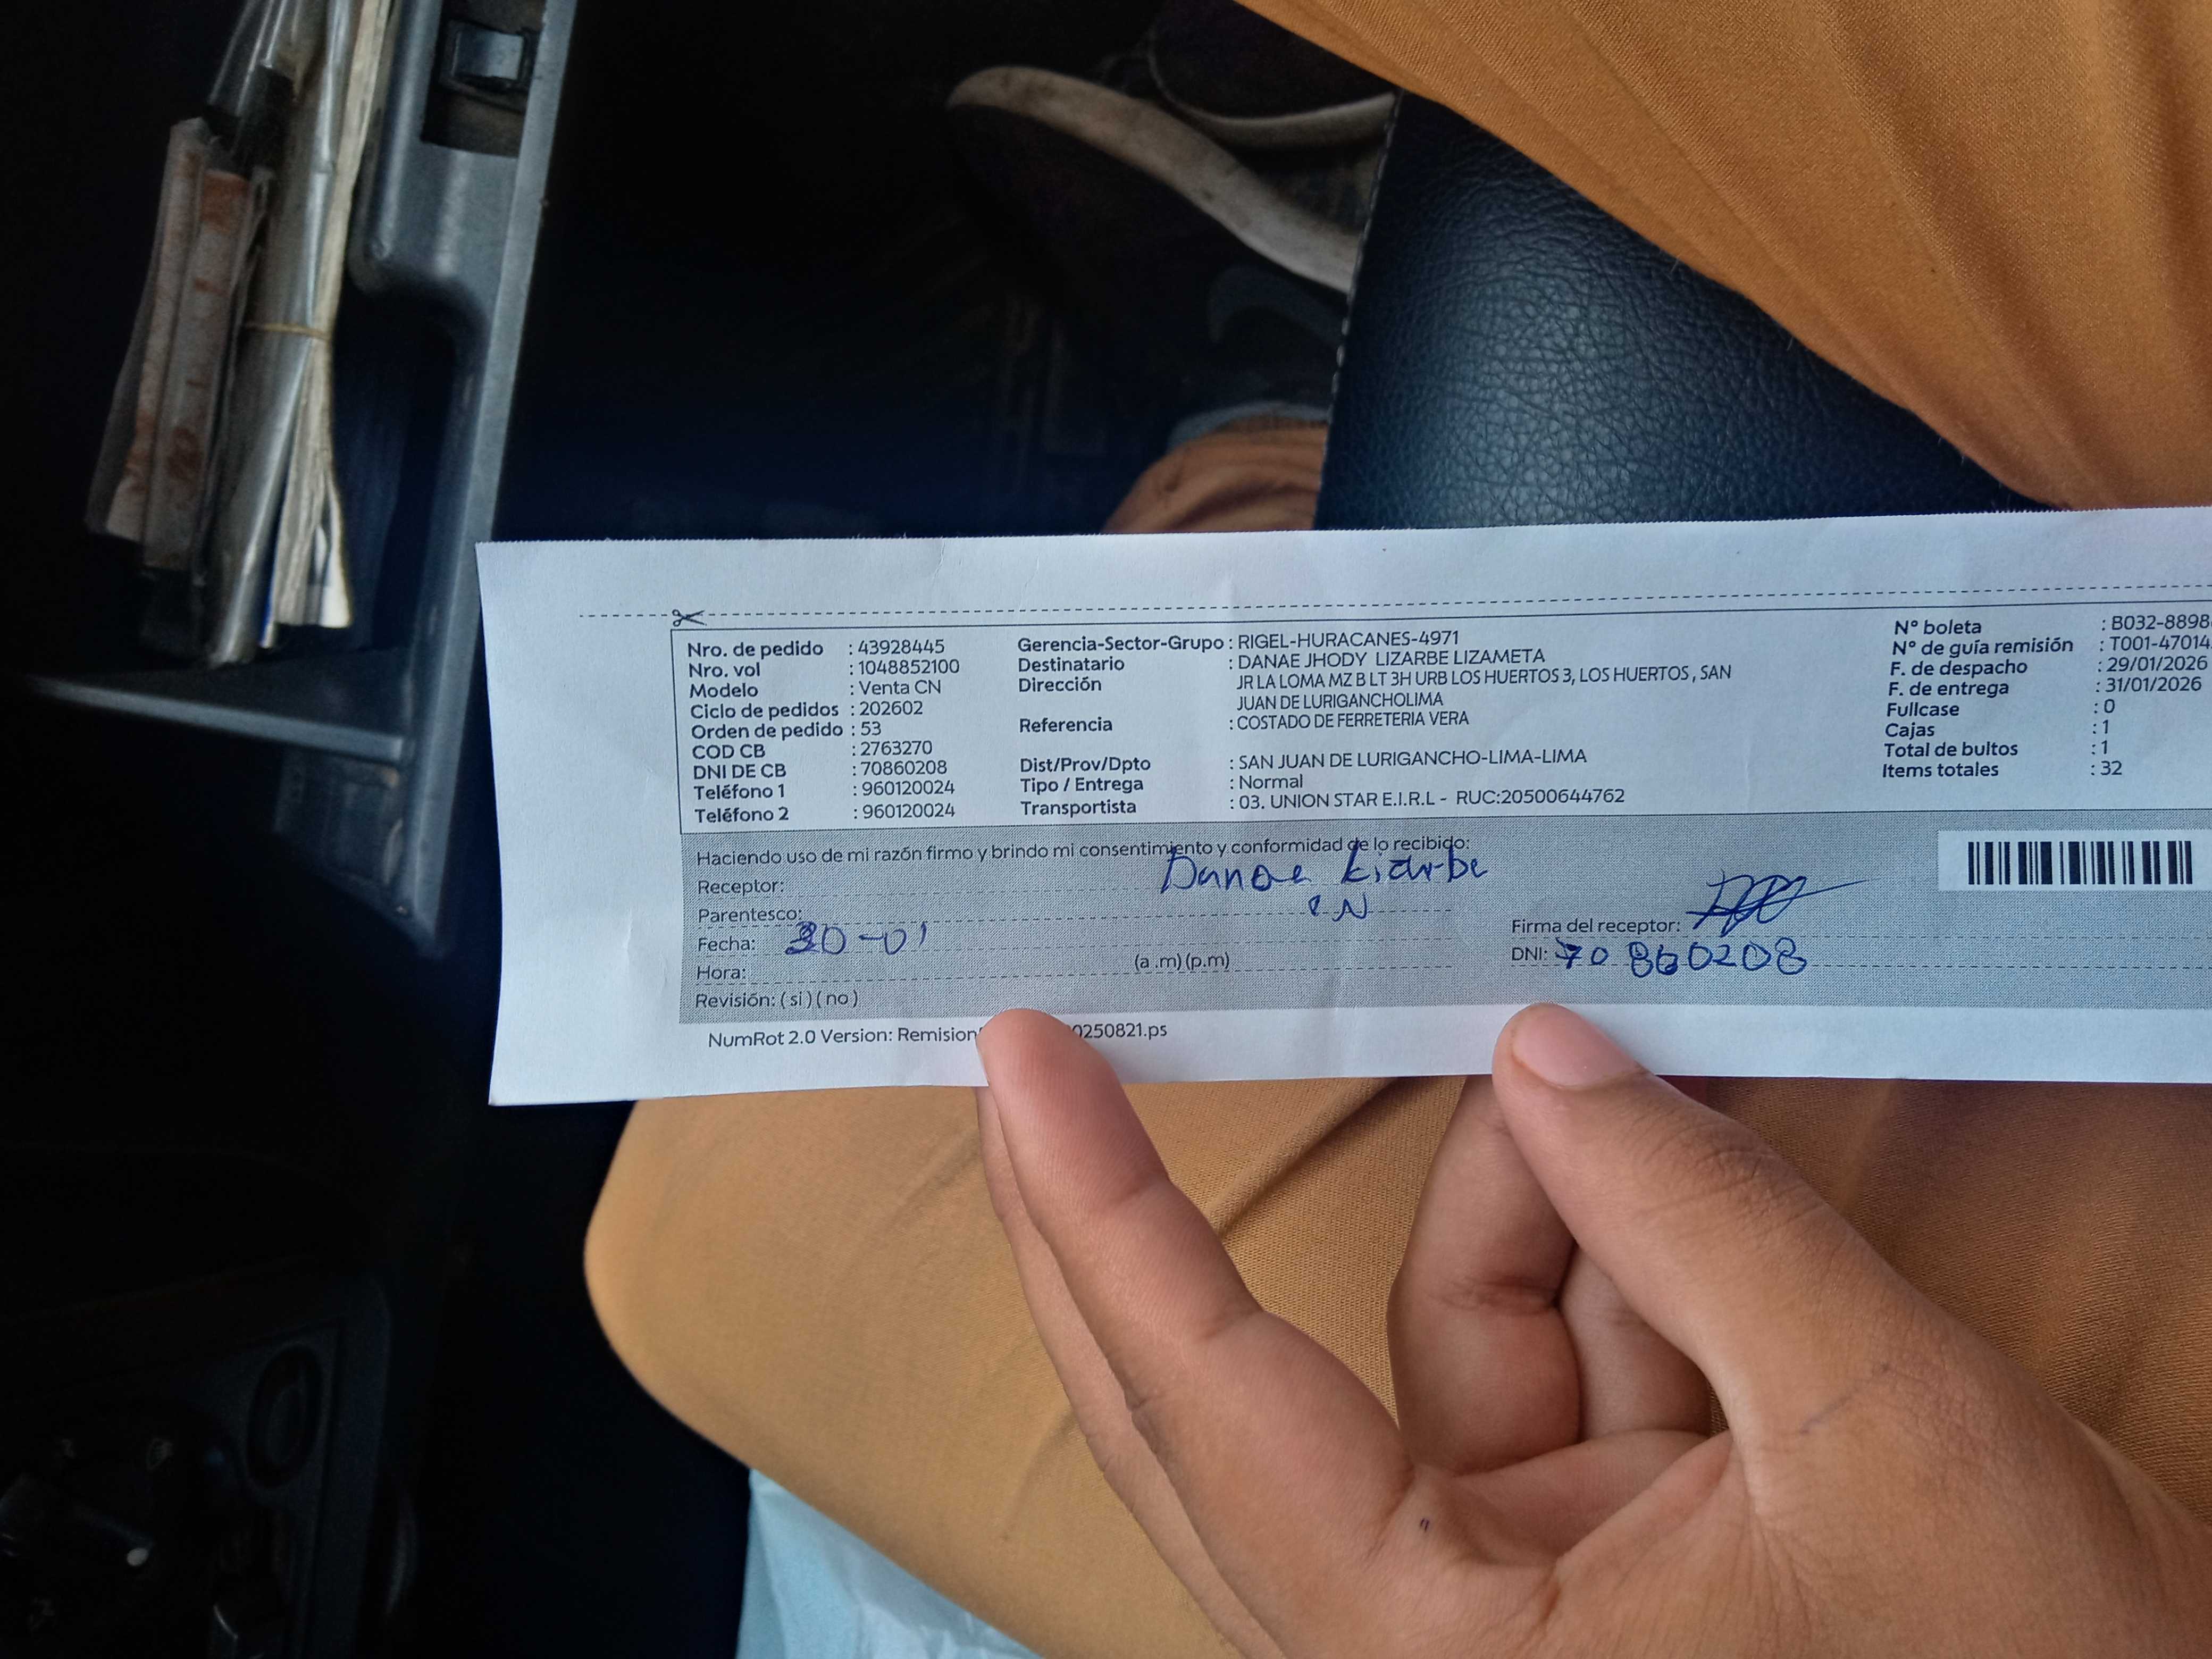 Nro. de pedido : 43928445
Nro. vol : 1048852100
Modelo : Venta CN
Ciclo de pedidos : 202602
Orden de pedido : 53
COD CB : 2763270
DNI DE CB : 70860208
Teléfono 1 : 960120024
Teléfono 2 : 960120024
Gerencia-Sector-Grupo : RIGEL-HURACANES-4971
Destinatario : DANAE JHODY LIZARBE LIZAMETA
Dirección JR LA LOMA MZ B LT 3H URB LOS HUERTOS 3, LOS HUERTOS , SAN
JUAN DE LURIGANCHOLIMA
Referencia : COSTADO DE FERRETERIA VERA
Dist/Prov/Dpto : SAN JUAN DE LURIGANCHO-LIMA-LIMA
Tipo / Entrega : Normal
Transportista : 03. UNION STAR E.I.R.L - RUC:20500644762
N° boleta : B032-8898
N° de guía remisión : T001-47014
F. de despacho : 29/01/2026
F. de entrega : 31/01/2026
Fullcase : 0
Cajas : 1
Total de bultos : 1
Items totales : 32
Haciendo uso de mi razón firmo y brindo mi consentimiento y conformidad de lo recibido:
Receptor: Danae
Parentesco:
Fecha: 30-01
Hora: (a .m) (p.m)
Revisión: ( si ) ( no )
Firma del receptor:
DNI: 70860208
NumRot 2.0 Version: Remision 0250821.ps